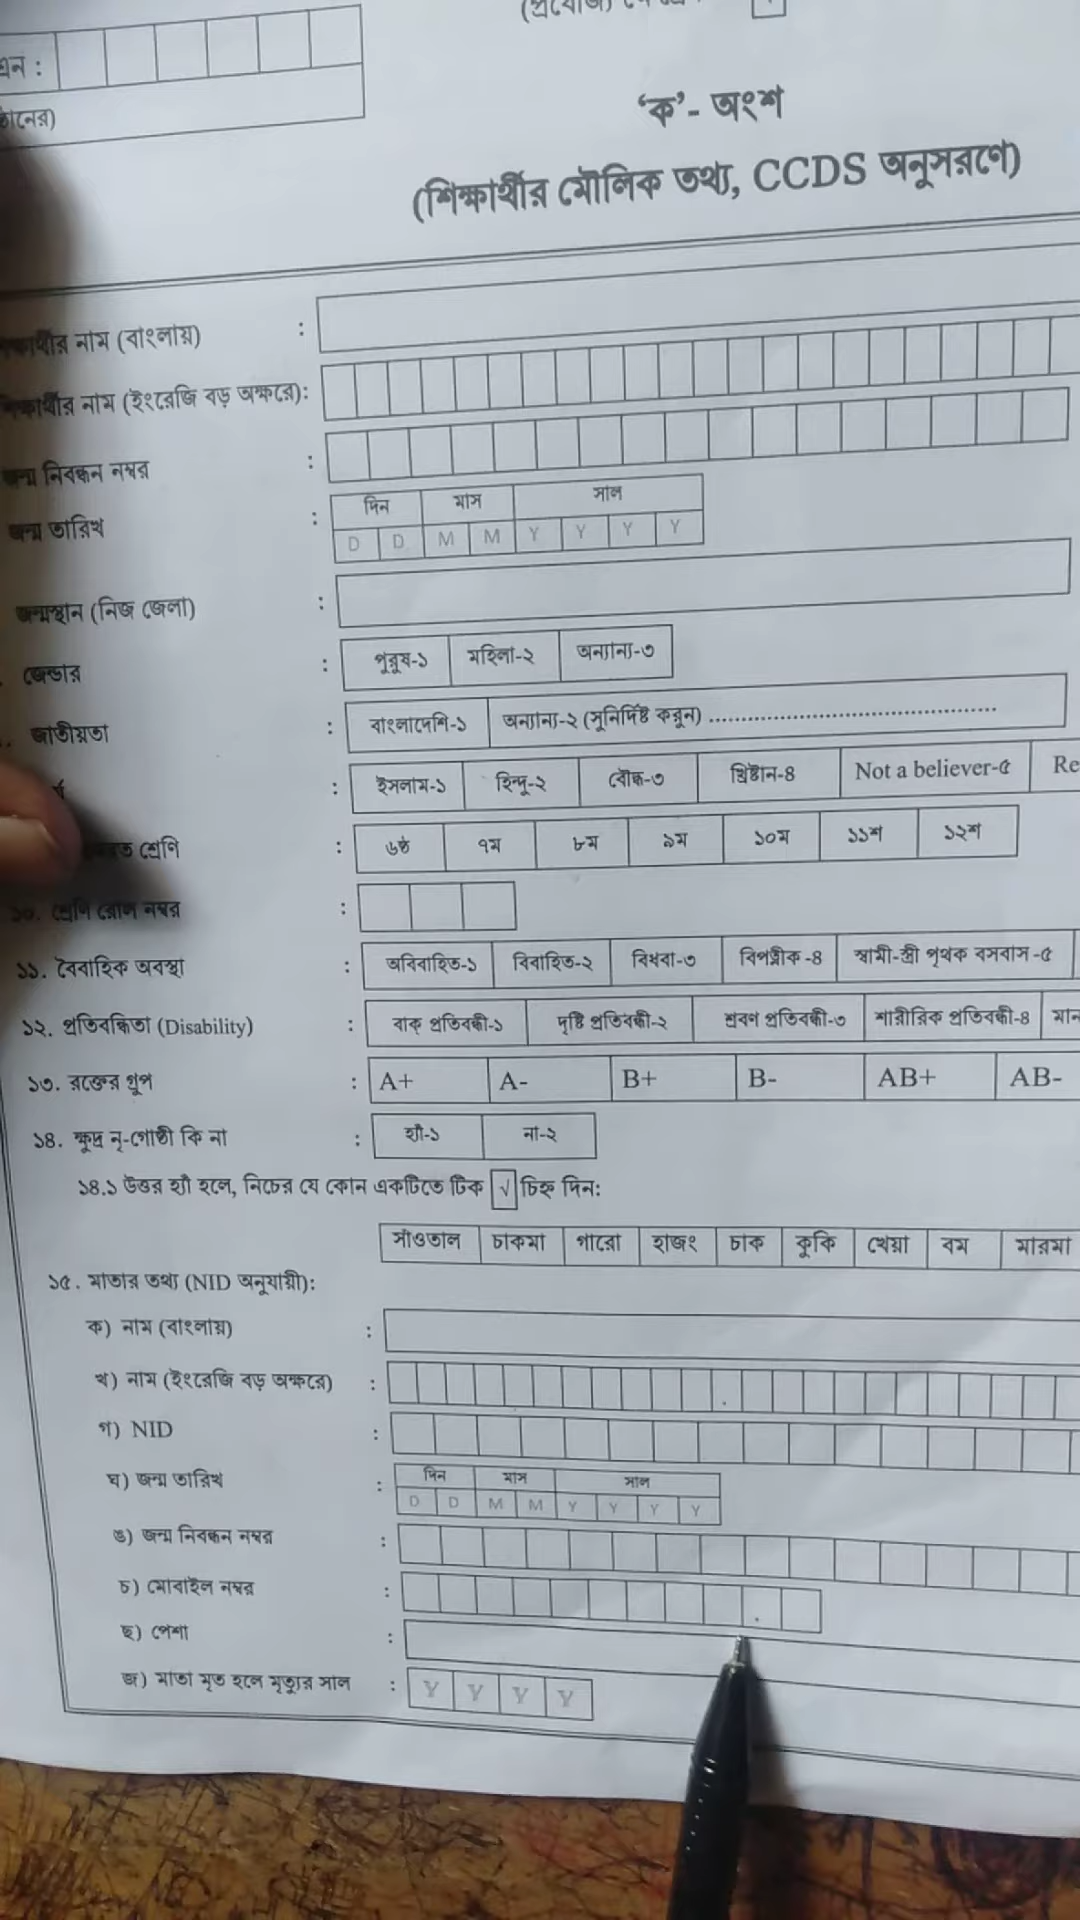 এন :
‘ক’- অংশ
(শিক্ষার্থীর মৌলিক তথ্য, CCDS অনুসরণে)
নাম (বাংলায়) :
নাম (ইংরেজি বড় অক্ষরে):
জন্ম নিবন্ধন নম্বর :
জন্ম তারিখ : দিন মাস সাল
D D M M Y Y Y Y
জন্মস্থান (নিজ জেলা) :
জেন্ডার : পুরুষ-১ মহিলা-২ অন্যান্য-৩
জাতীয়তা : বাংলাদেশি-১ অন্যান্য-২ (সুনির্দিষ্ট করুন) ........................................
: ইসলাম-১ হিন্দু-২ বৌদ্ধ-৩ খ্রিষ্টান-৪ Not a believer-৫ Re
শ্রেণি : ৬ষ্ঠ ৭ম ৮ম ৯ম ১০ম ১১শ ১২শ
১০. শ্রেণি রোল নম্বর :
১১. বৈবাহিক অবস্থা : অবিবাহিত-১ বিবাহিত-২ বিধবা-৩ বিপত্নীক -৪ স্বামী-স্ত্রী পৃথক বসবাস -৫
১২. প্রতিবন্ধিতা (Disability) : বাক্ প্রতিবন্ধী-১ দৃষ্টি প্রতিবন্ধী-২ শ্রবণ প্রতিবন্ধী-৩ শারীরিক প্রতিবন্ধী-৪ মান
১৩. রক্তের গ্রুপ : A+ A- B+ B- AB+ AB-
১৪. ক্ষুদ্র নৃ-গোষ্ঠী কি না : হ্যাঁ-১ না-২
১৪.১ উত্তর হ্যাঁ হলে, নিচের যে কোন একটিতে টিক √ চিহ্ন দিন:
সাঁওতাল চাকমা গারো হাজং চাক কুকি খেয়া বম মারমা
১৫. মাতার তথ্য (NID অনুযায়ী):
ক) নাম (বাংলায়) :
খ) নাম (ইংরেজি বড় অক্ষরে) :
গ) NID :
ঘ) জন্ম তারিখ : দিন মাস সাল
D D M M Y Y Y Y
ঙ) জন্ম নিবন্ধন নম্বর :
চ) মোবাইল নম্বর :
ছ) পেশা :
জ) মাতা মৃত হলে মৃত্যুর সাল : Y Y Y Y